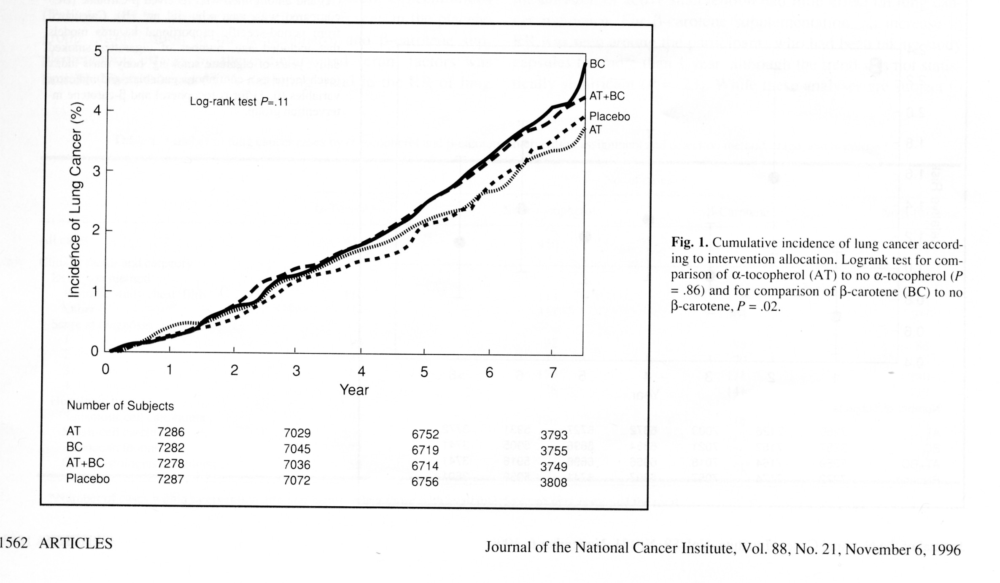 5
4
3
2
1
0
Incidence of Lung Cancer (%)
Log-rank test P=.11
BC
AT+BC
Placebo
AT
0 1 2 3 4 5 6 7
Year
Number of Subjects
AT 7286 7029 6752 3793
BC 7282 7045 6719 3755
AT+BC 7278 7036 6714 3749
Placebo 7287 7072 6756 3808
Fig. 1. Cumulative incidence of lung cancer accord-
ing to intervention allocation. Logrank test for com-
parison of α-tocopherol (AT) to no α-tocopherol (P
= .86) and for comparison of β-carotene (BC) to no
β-carotene, P = .02.
1562 ARTICLES
Journal of the National Cancer Institute, Vol. 88, No. 21, November 6, 1996